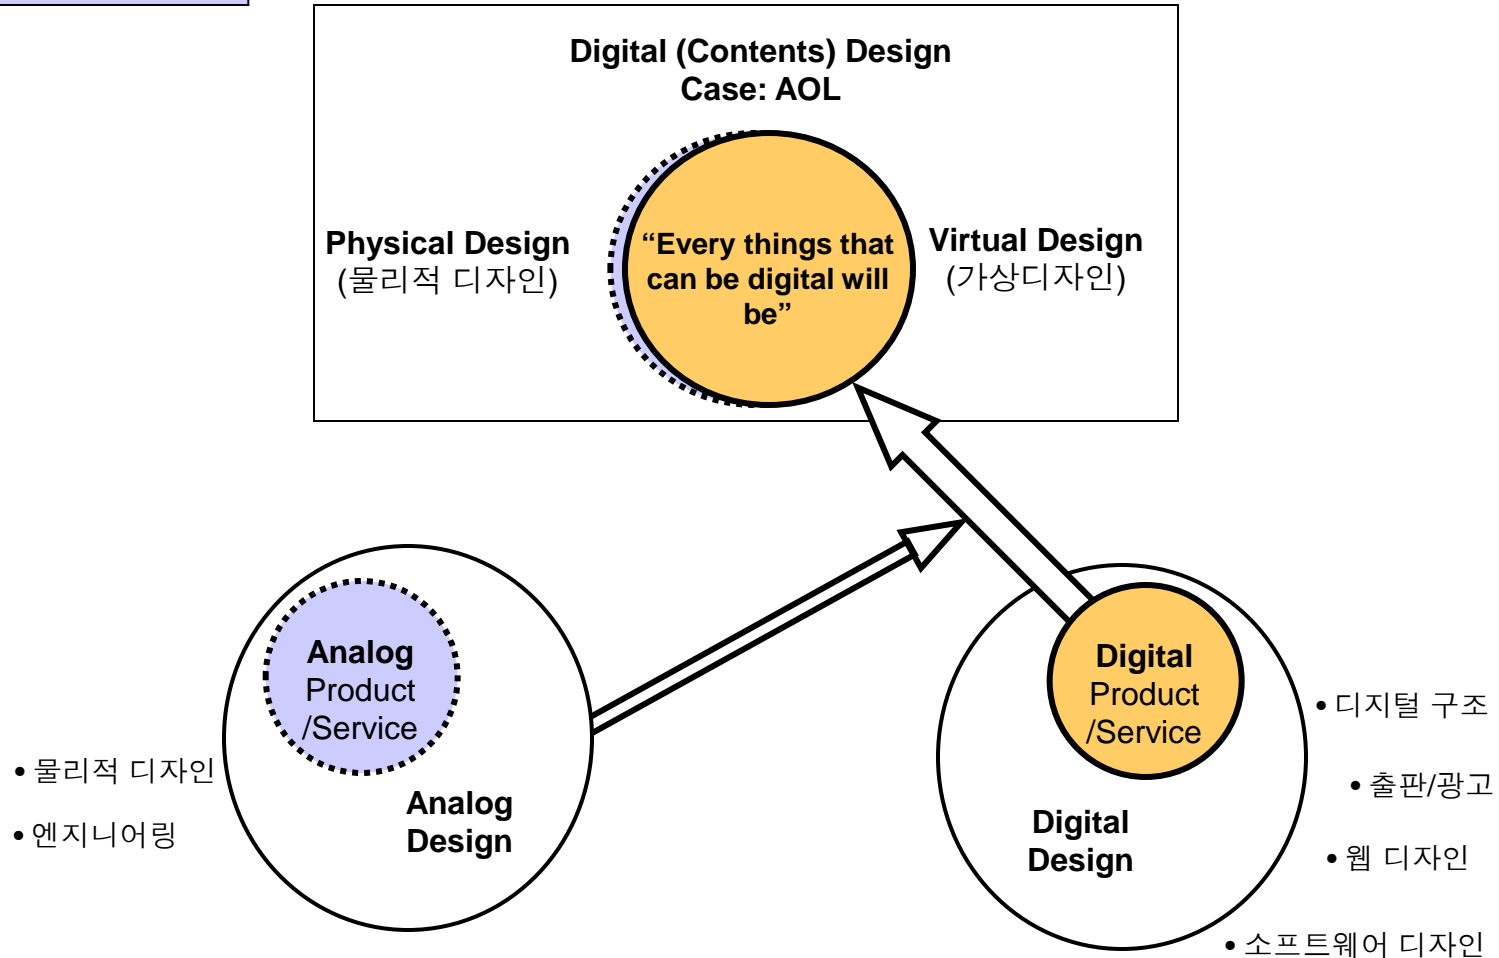 Digital (Contents) Design
Case: AOL
Physical Design
(물리적 디자인)
“Every things that
can be digital will
be”
Virtual Design
(가상디자인)
Analog
Product
/Service
Analog
Design
• 물리적 디자인
• 엔지니어링
Digital
Product
/Service
Digital
Design
• 디지털 구조
• 출판/광고
• 웹 디자인
• 소프트웨어 디자인